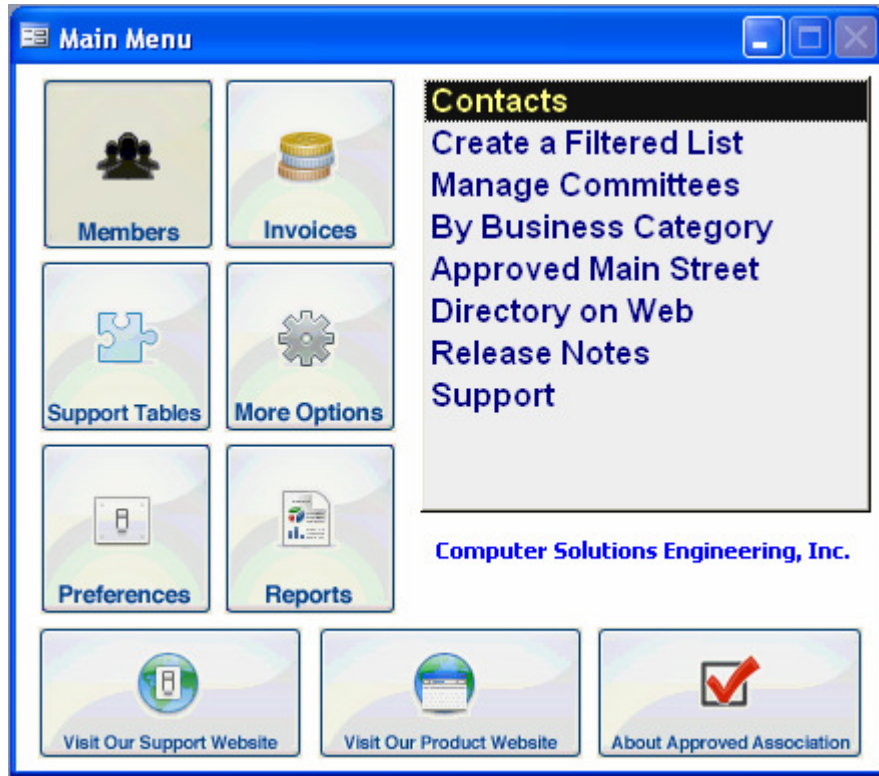 Main Menu
Members
Invoices
Support Tables
More Options
Preferences
Reports
Contacts
Create a Filtered List
Manage Committees
By Business Category
Approved Main Street
Directory on Web
Release Notes
Support
Computer Solutions Engineering, Inc.
Visit Our Support Website
Visit Our Product Website
About Approved Association